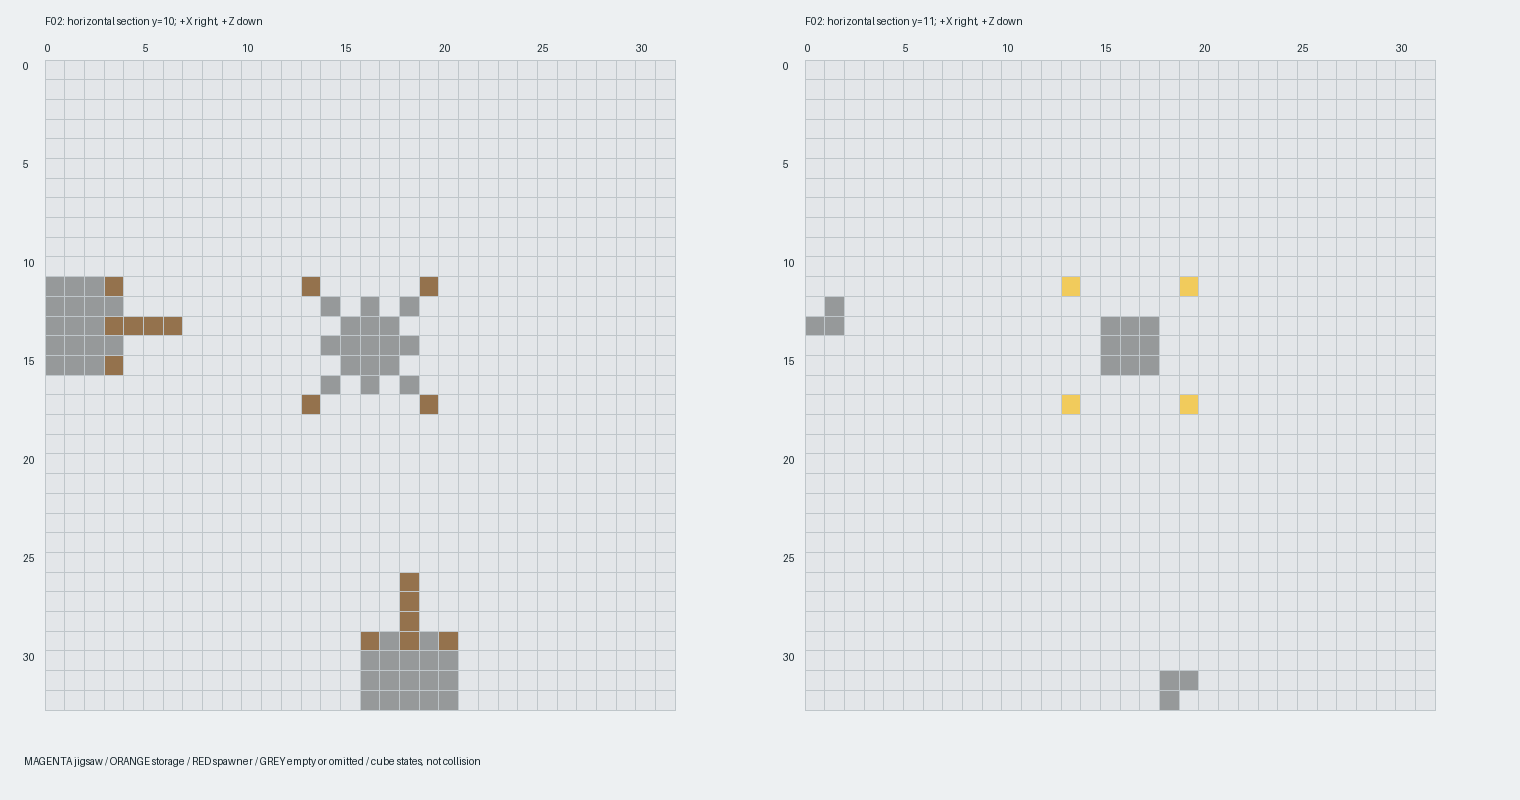 F02: horizontal section y=10; +X right, +Z down
F02: horizontal section y=11; +X right, +Z down
0 5 10 15 20 25 30
0 5 10 15 20 25 30
0
5
10
15
20
25
30
0
5
10
15
20
25
30
MAGENTA jigsaw / ORANGE storage / RED spawner / GREY empty or omitted / cube states, not collision